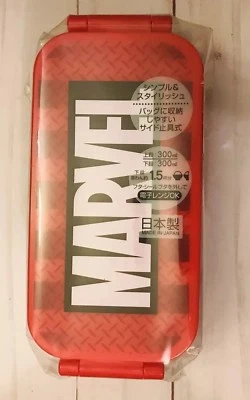 シンプル&
スタイリッシュ
バッグに収納
しやすい
サイド止具式
上段 300ml
下段 300ml
下段 1.5
フタ・シールフタを外して
電子レンジOK
日本製
MADE IN JAPAN
MARVEL